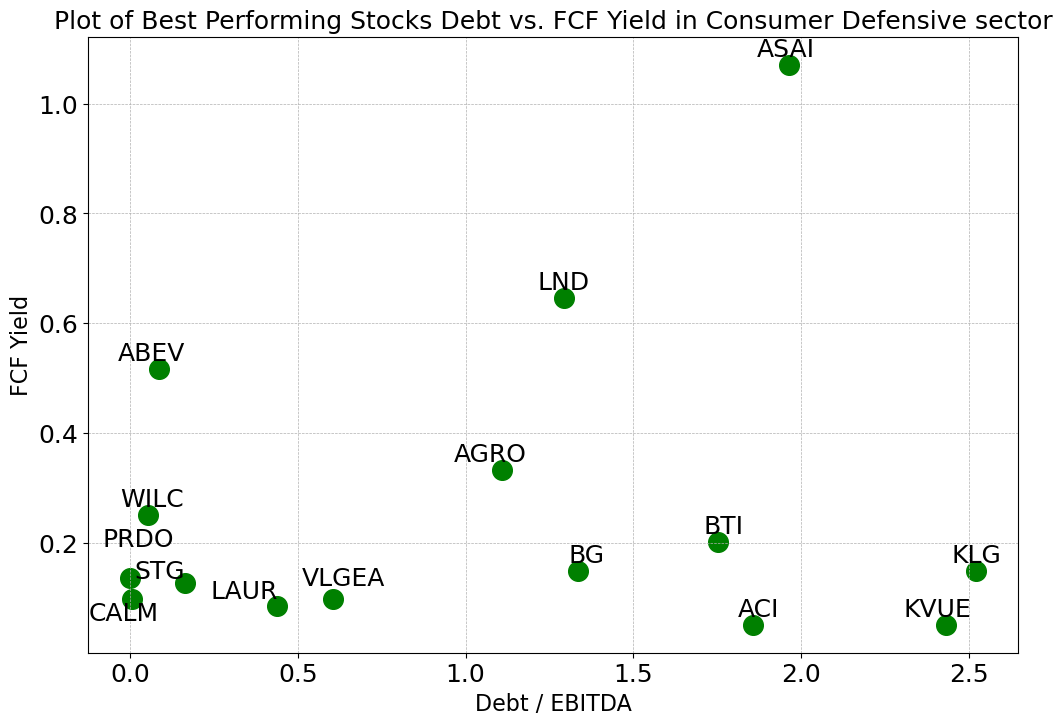 Plot of Best Performing Stocks Debt vs. FCF Yield in Consumer Defensive sector
ASAI
1.0
0.8
LND
0.6
ABEV
FCF Yield
0.4
AGRO
WILC
PRDO
BTI
0.2
STG
BG
KLG
VLGEA
LAUR
CALM
ACI
KVUE
0.0
0.5
1.0
1.5
2.0
2.5
Debt / EBITDA